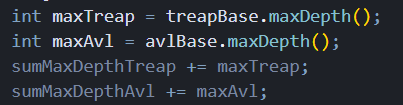 int maxTreap = treapBase.maxDepth();
int maxAvl = avlBase.maxDepth();
sumMaxDepthTreap += maxTreap;
sumMaxDepthAvl += maxAvl;